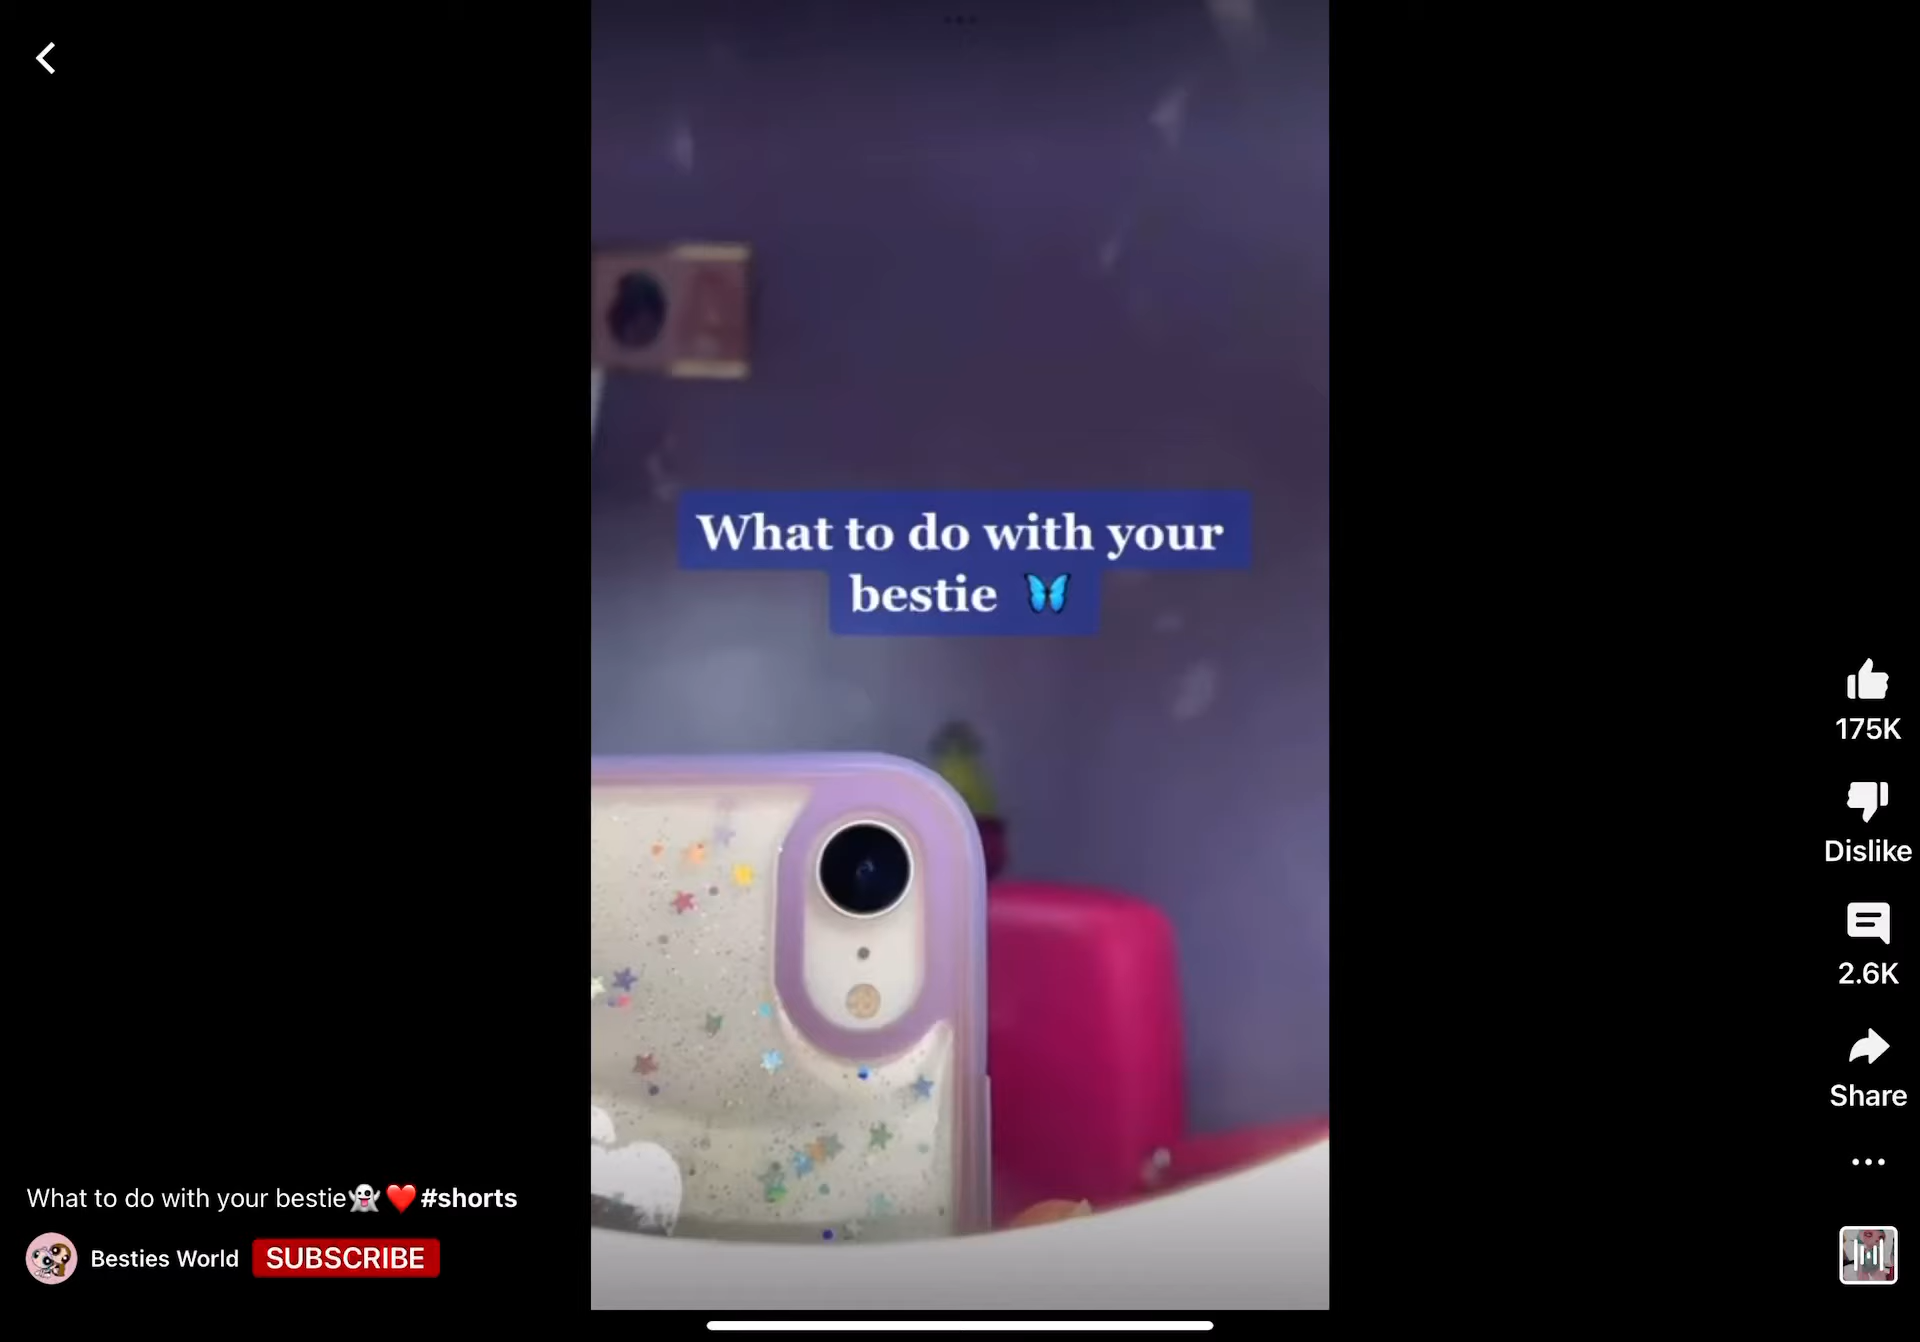 What to do with your
bestie 🦋
175K
Dislike
2.6K
Share
What to do with your bestie👻❤️#shorts
Besties World SUBSCRIBE